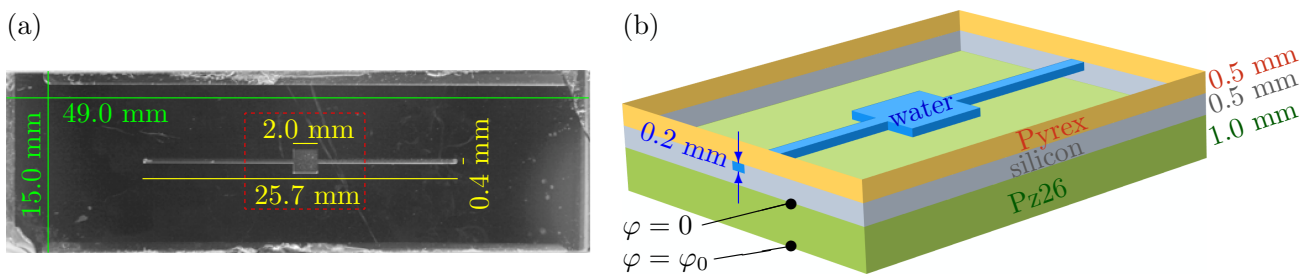 (a)
49.0 mm
15.0 mm
2.0 mm
25.7 mm
0.4 mm
(b)
water
0.2 mm
Pyrex
silicon
Pz26
0.5 mm
0.5 mm
1.0 mm
φ = 0
φ = φ₀